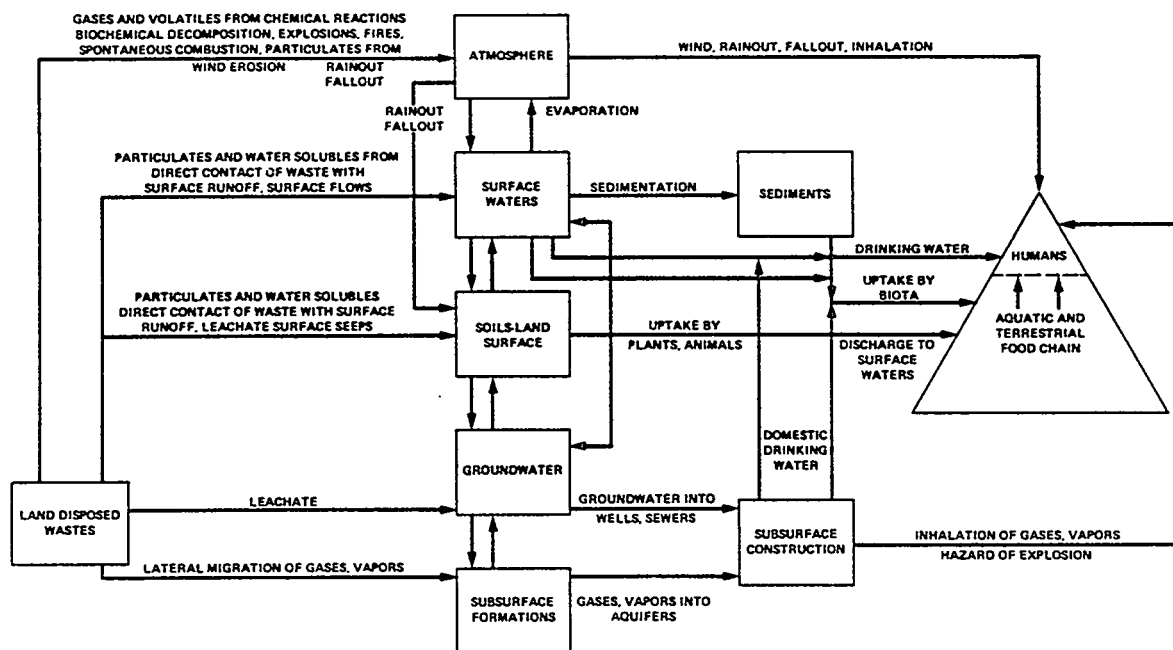 GASES AND VOLATILES FROM CHEMICAL REACTIONS
BIOCHEMICAL DECOMPOSITION, EXPLOSIONS, FIRES,
SPONTANEOUS COMBUSTION, PARTICULATES FROM
WIND EROSION
RAINOUT
FALLOUT
ATMOSPHERE
WIND, RAINOUT, FALLOUT, INHALATION
RAINOUT
FALLOUT
EVAPORATION
PARTICULATES AND WATER SOLUBLES FROM
DIRECT CONTACT OF WASTE WITH
SURFACE RUNOFF, SURFACE FLOWS
SURFACE
WATERS
SEDIMENTATION
SEDIMENTS
DRINKING WATER
HUMANS
UPTAKE BY
BIOTA
PARTICULATES AND WATER SOLUBLES
DIRECT CONTACT OF WASTE WITH SURFACE
RUNOFF, LEACHATE SURFACE SEEPS
SOILS-LAND
SURFACE
UPTAKE BY
PLANTS, ANIMALS
DISCHARGE TO
SURFACE
WATERS
AQUATIC AND
TERRESTRIAL
FOOD CHAIN
DOMESTIC
DRINKING
WATER
GROUNDWATER
LAND DISPOSED
WASTES
LEACHATE
GROUNDWATER INTO
WELLS, SEWERS
SUBSURFACE
CONSTRUCTION
INHALATION OF GASES, VAPORS
HAZARD OF EXPLOSION
LATERAL MIGRATION OF GASES, VAPORS
SUBSURFACE
FORMATIONS
GASES, VAPORS INTO
AQUIFERS